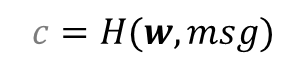 c = H(w, msg)